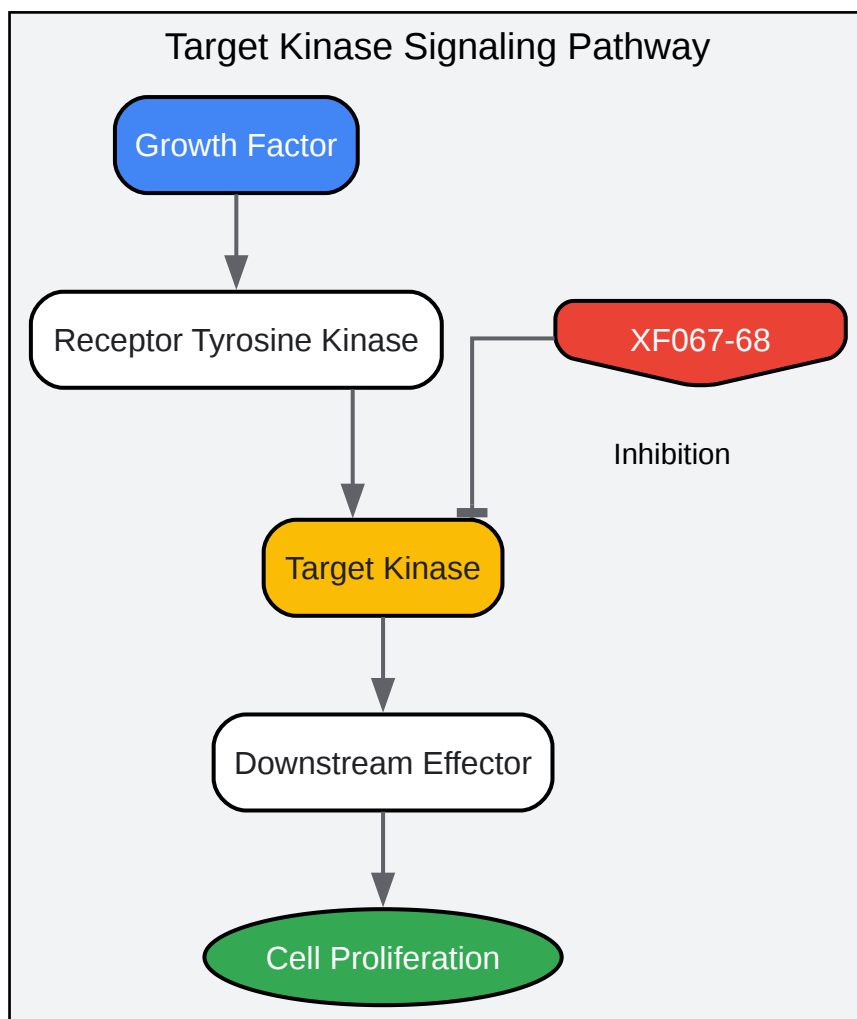 Target Kinase Signaling Pathway
Growth Factor
Receptor Tyrosine Kinase
XF067-68
Inhibition
Target Kinase
Downstream Effector
Cell Proliferation